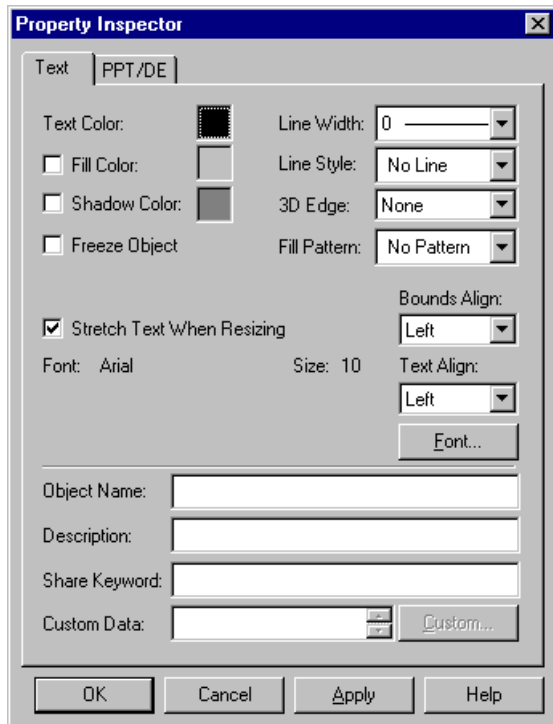 Property Inspector
Text PPT/DE
Text Color: Line Width: 0
Fill Color: Line Style: No Line
Shadow Color: 3D Edge: None
Freeze Object Fill Pattern: No Pattern
Bounds Align:
Stretch Text When Resizing Left
Font: Arial Size: 10 Text Align:
Left
Font...
Object Name:
Description:
Share Keyword:
Custom Data: Custom...
OK Cancel Apply Help